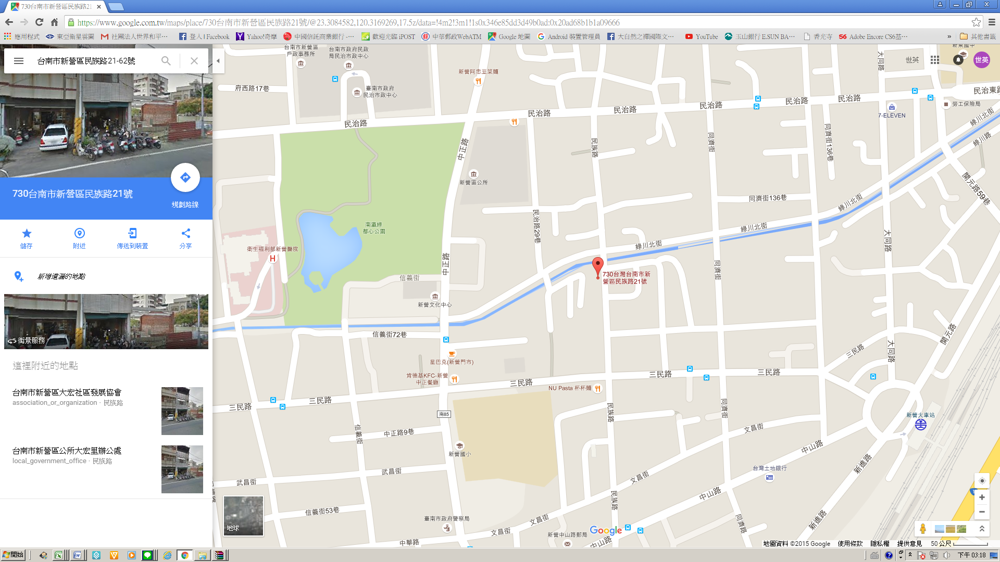 730台南市新營區民族路21
https://www.google.com.tw/maps/place/730台南市新營區民族路21號/@23.3084582,120.3169269,17.5z/data=!4m2!3m1!1s0x346e85dd3d49b0ad:0x20ad68b1b1a09666
應用程式
東亞衛星雲圖
社團法人世界和平⋯
登入 | Facebook
Yahoo!奇摩
中國信託商業銀行 -⋯
歡迎光臨 iPOST
中華郵政WebATM
Google 地圖
Android 裝置管理員
大自然之禪國際文⋯
YouTube
玉山銀行 E.SUN BA⋯
香光寺
Adobe Encore CS6基⋯
»
其他書籤
台南市新營區民族路21-62號
730台南市新營區民族路21號
規劃路線
儲存
附近
傳送到裝置
分享
新增遺漏的地點
街景服務
這裡附近的地點
台南市新營區大宏社區發展協會
association_or_organization · 民族路
台南市新營區公所大宏里辦公處
local_government_office · 民族路
台南市新營區
戶政事務所
台南市政府民政
局民治市政中心
新營阿忠豆菜麵
新東國中
世英
世英
大同路
府西路17巷
臺南市政府
民治市政中心
民治路
民治路
民治路
民治路
民治路
民治路
民治東路
7-ELEVEN
勞工保險局
綠川北街
綠川路
中正路
民族路
同濟街
同濟街136巷
新營區公所
同濟街136巷
綠川北街
開元路59巷
南瀛綠
都心公園
民治路29巷
綠川北街
綠川北街
大同路
衛生福利部新營醫院
H
中正路
信義街
730台灣台南市新
營區民族路21號
同濟街
新營文化中心
信義街72巷
開元路
三民路
大同路
星巴克(新營門市)
肯德基KFC-新營
中正餐廳
三民路
三民路
三民路
NU Pasta 杯杯麵
三民路
三民路
南85
民族路
同濟街
新營火車站
中正路9巷
信義街
文昌街
中山路
新營國小
新進路
台灣土地銀行
武昌街
武昌街
文昌街
民族路
中山路
信義街53巷
臺南市政府警察局
文昌街
同濟路
新進路
地球
文昌街
新營中山路郵局
Google
中山路
中華路
地圖資料 ©2015 Google
使用條款
隱私權
提供意見
50 公尺
開始
下午 03:18